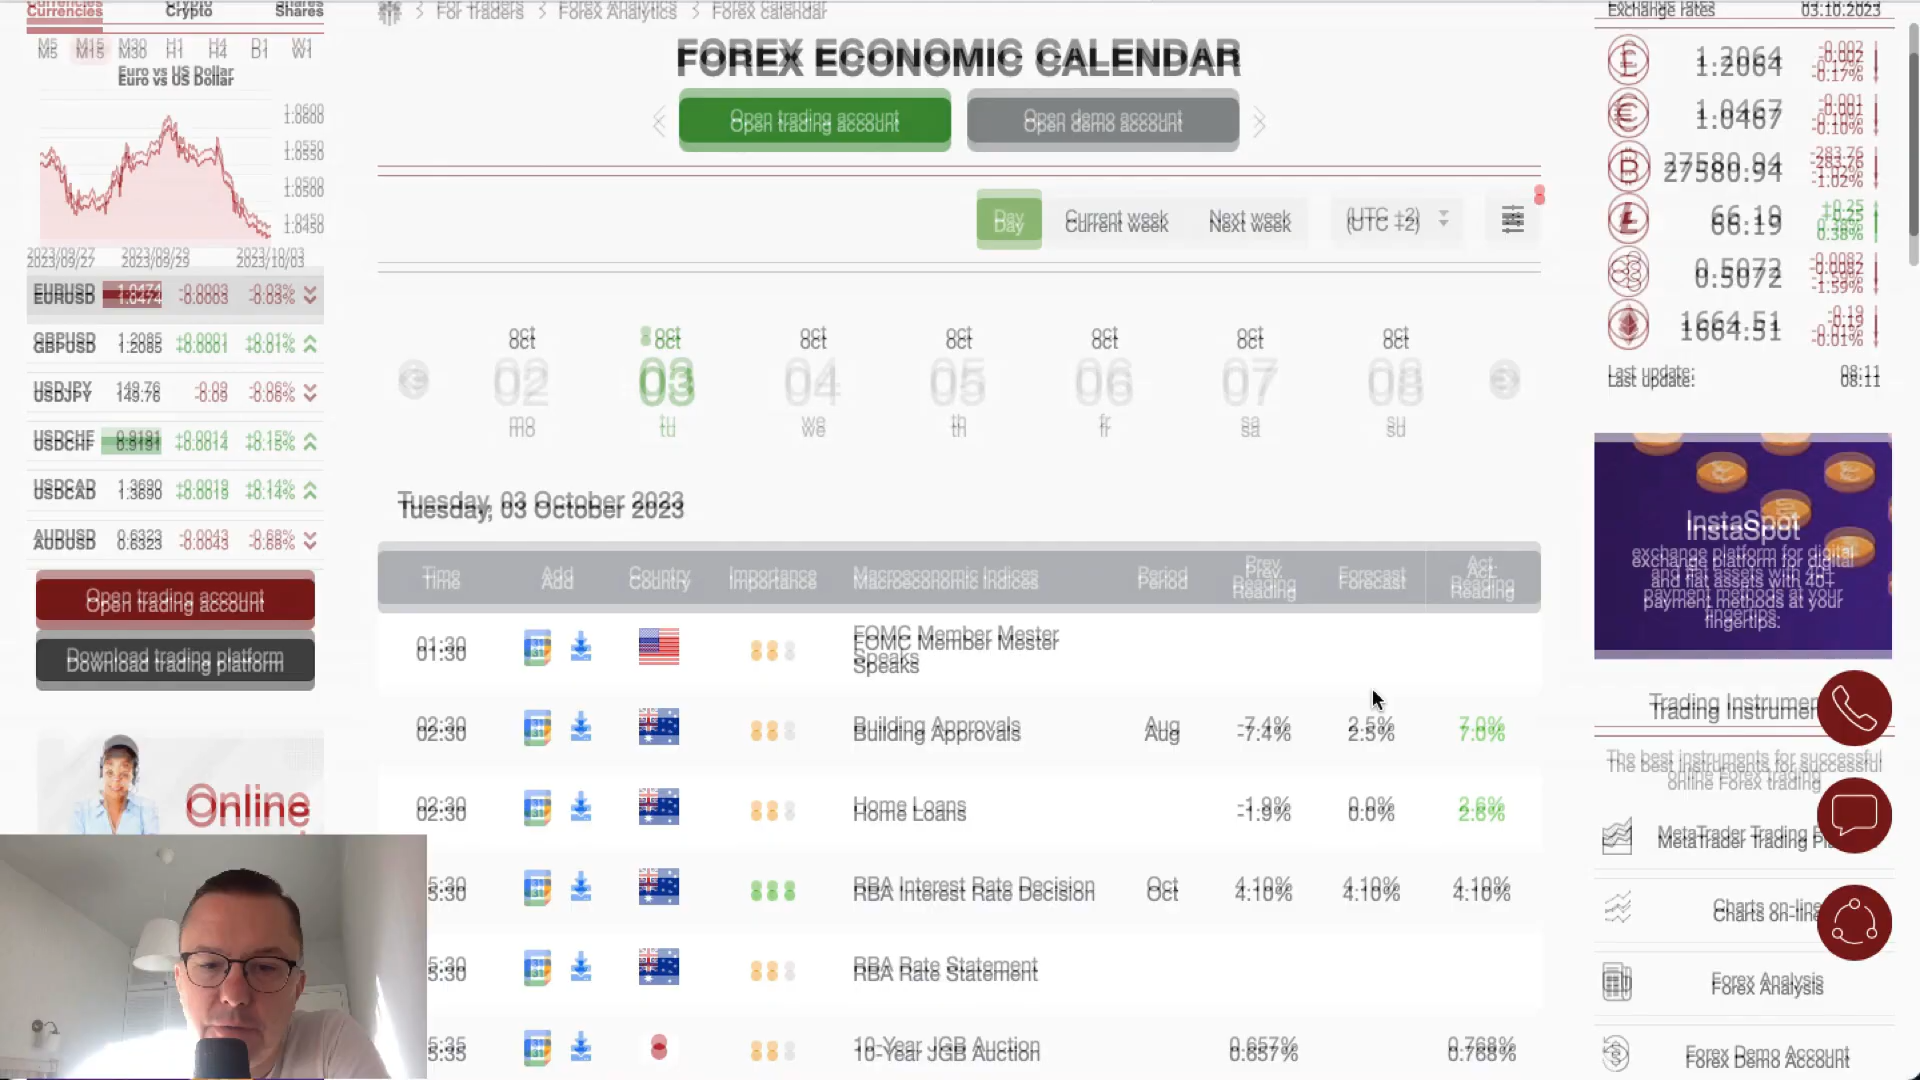 Currencies Crypto Shares
M5 M15 M30 H1 H4 D1 W1
Euro vs US Dollar
1.0600
1.0550
1.0500
1.0450
2023/09/27 2023/09/29 2023/10/03
EURUSD 1.0474 -0.0003 -0.03%
GBPUSD 1.2085 +0.0001 +0.01%
USDJPY 149.76 -0.09 -0.06%
USDCHF 0.9191 +0.0014 +0.15%
USDCAD 1.3690 +0.0019 +0.14%
AUDUSD 0.6323 -0.0043 -0.68%
Open trading account
Download trading platform
Online
For Traders Forex Analytics Forex calendar
FOREX ECONOMIC CALENDAR
Open trading account Open demo account
Day Current week Next week (UTC +2)
oct oct oct oct oct oct oct
02 03 04 05 06 07 08
mo tu we th fr sa su
Tuesday, 03 October 2023
Time Add Country Importance Macroeconomic Indices Period Prev. Reading Forecast Act. Reading
01:30 FOMC Member Mester
Speaks
02:30 Building Approvals Aug -7.4% 2.5% 7.0%
02:30 Home Loans -1.9% 0.0% 2.6%
5:30 RBA Interest Rate Decision Oct 4.10% 4.10% 4.10%
5:30 RBA Rate Statement
5:35 10-Year JGB Auction 0.657% 0.768%
Exchange rates 03.10.2023
1.2064 -0.002
-0.17%
1.0467 -0.001
-0.10%
27580.94 -283.76
-1.02%
66.19 +0.25
0.38%
0.5072 -0.0082
-1.59%
1664.51 -0.19
-0.01%
Last update: 08:11
InstaSpot
exchange platform for digital
and fiat assets with 40+
payment methods at your
fingertips.
Trading Instrumen
The best instruments for successful
online Forex trading
MetaTrader Trading Pl
Charts on-line
Forex Analysis
Forex Demo Account